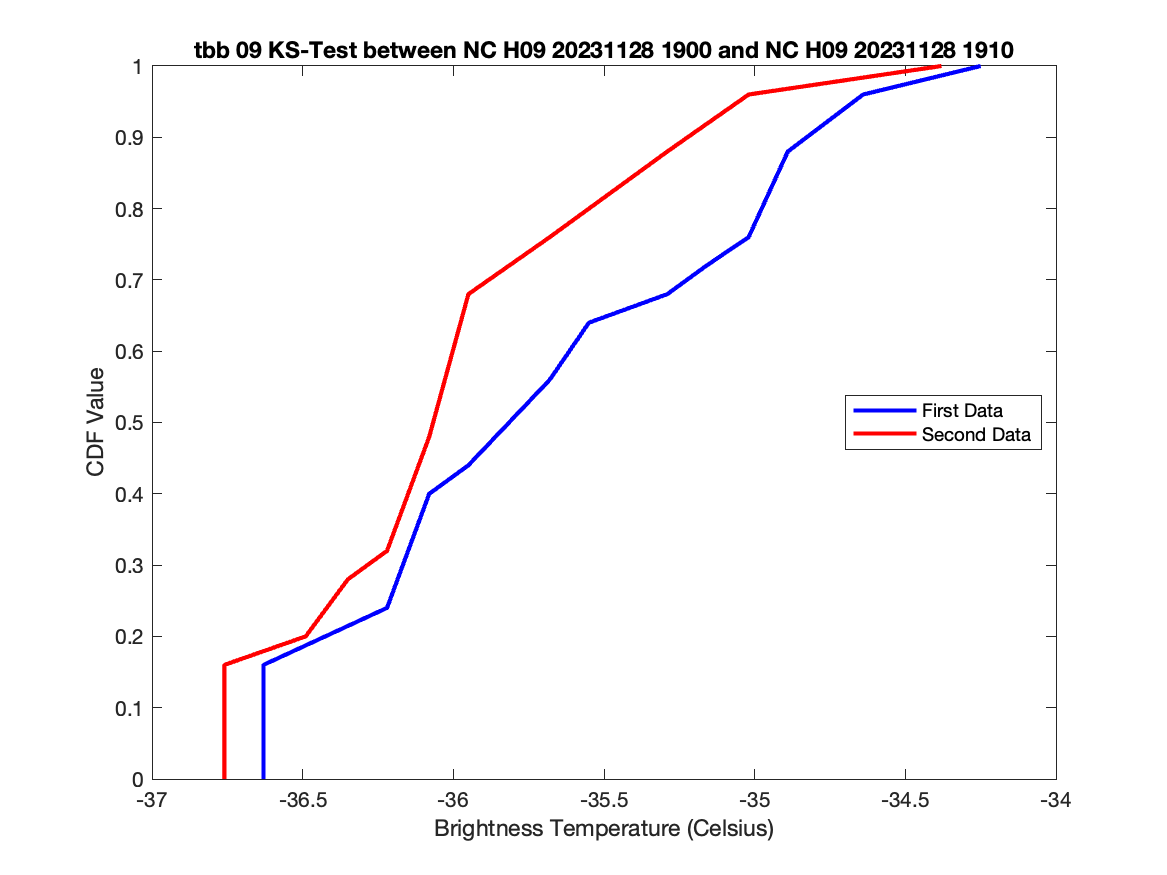 tbb 09 KS-Test between NC H09 20231128 1900 and NC H09 20231128 1910
1
0.9
0.8
0.7
0.6
0.5
0.4
0.3
0.2
0.1
0
CDF Value
First Data
Second Data
-37 -36.5 -36 -35.5 -35 -34.5 -34
Brightness Temperature (Celsius)